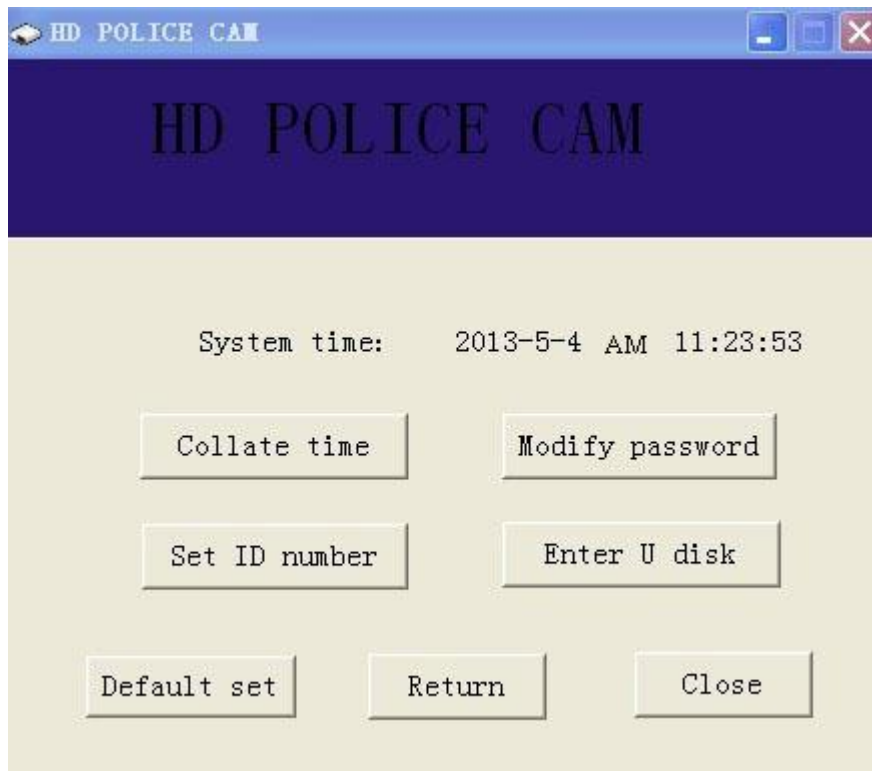 HD POLICE CAM
HD POLICE CAM
System time: 2013-5-4 AM 11:23:53
Collate time Modify password
Set ID number Enter U disk
Default set Return Close